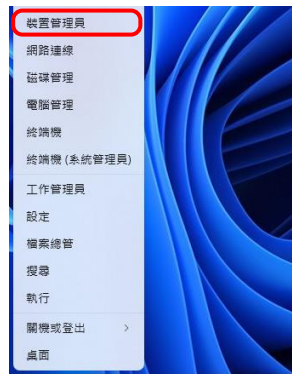 裝置管理員
網路連線
磁碟管理
電腦管理
終端機
終端機 (系統管理員)
工作管理員
設定
檔案總管
搜尋
執行
關機或登出 >
桌面